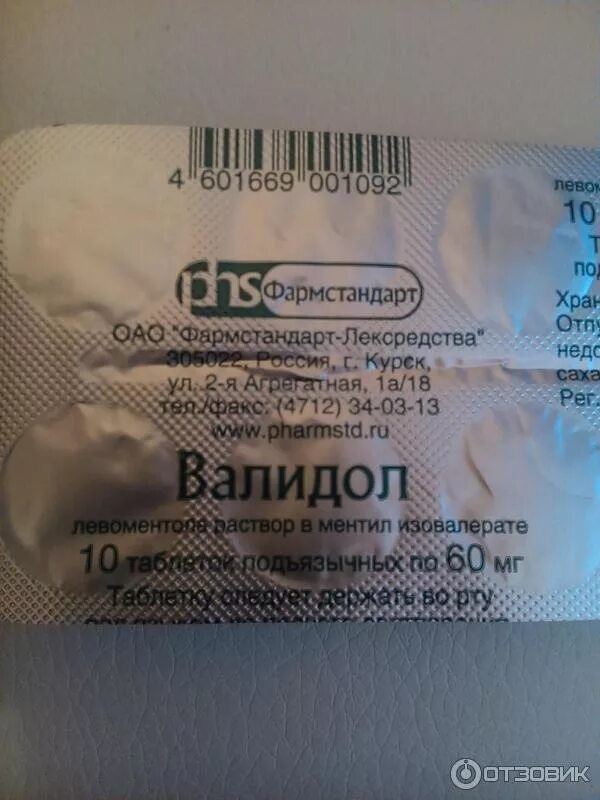 4 601669 001092
phs Фармстандарт
ОАО "Фармстандарт-Лексредства"
305022, Россия, г. Курск,
ул. 2-я Агрегатная, 1а/18
тел./факс: (4712) 34-03-13
www.pharmstd.ru
Валидол
левоментола раствор в ментил изовалерате
10 таблеток подъязычных по 60 мг
Таблетку следует держать во рту
левом
10
Т
под
Хран
Отпу
недо
саха
Рег.
ОТЗОВИК